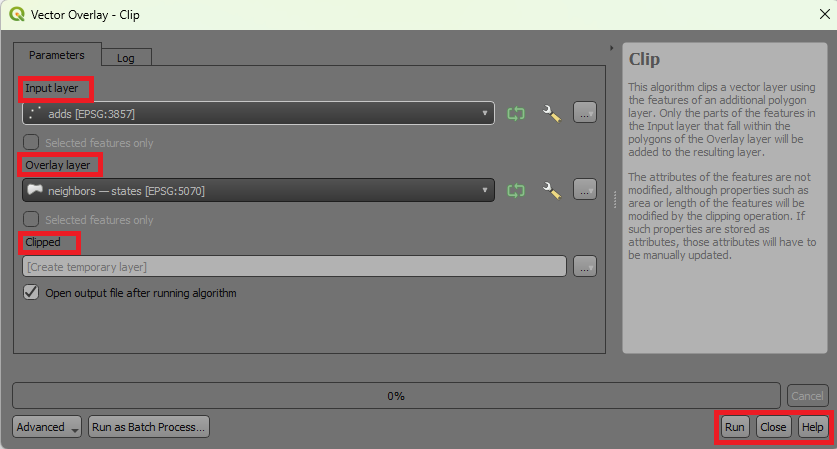 Vector Overlay - Clip
Parameters
Log
Input layer
adds [EPSG:3857]
...
Selected features only
Overlay layer
neighbors — states [EPSG:5070]
...
Selected features only
Clipped
[Create temporary layer]
...
Open output file after running algorithm
Clip
This algorithm clips a vector layer using
the features of an additional polygon
layer. Only the parts of the features in
the Input layer that fall within the
polygons of the Overlay layer will be
added to the resulting layer.
The attributes of the features are not
modified, although properties such as
area or length of the features will be
modified by the clipping operation. If
such properties are stored as
attributes, those attributes will have to
be manually updated.
0%
Cancel
Advanced
Run as Batch Process...
Run
Close
Help